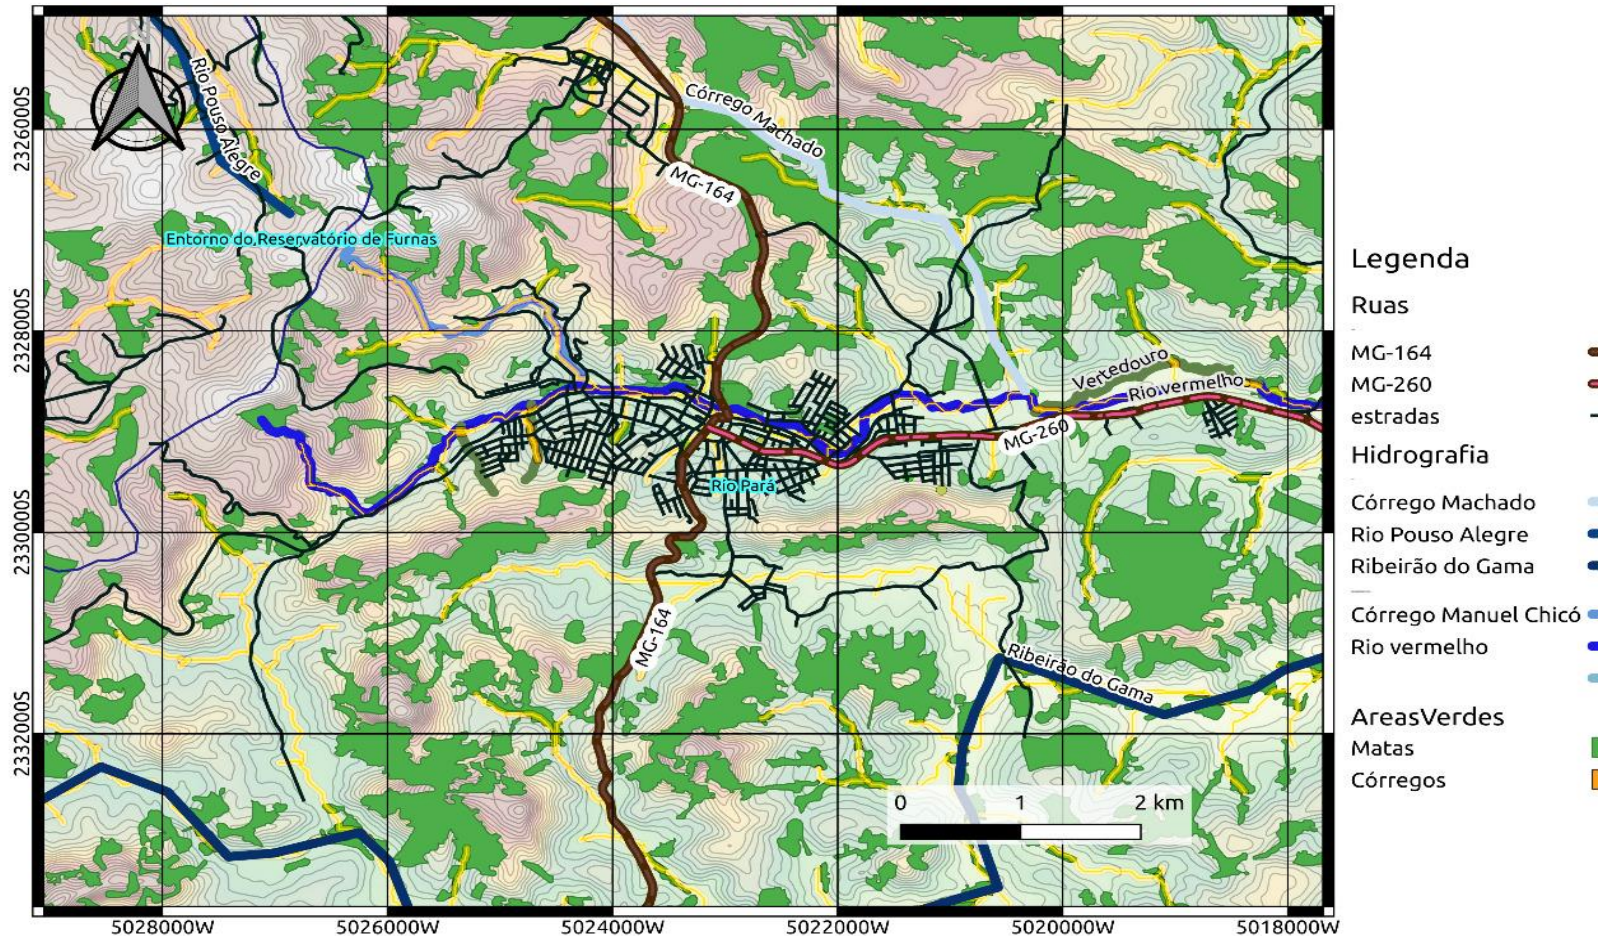 Rio Pouso Alegre
Córrego Machado
MG-164
Entorno do Reservatório de Furnas
Vertedouro
Rio vermelho
MG-260
Rio Pará
MG-164
Ribeirão do Gama
0 1 2 km
2326000S
2328000S
2330000S
2332000S
5028000W 5026000W 5024000W 5022000W 5020000W 5018000W
Legenda
Ruas
MG-164
MG-260
estradas
Hidrografia
Córrego Machado
Rio Pouso Alegre
Ribeirão do Gama
Córrego Manuel Chicó
Rio vermelho
AreasVerdes
Matas
Córregos